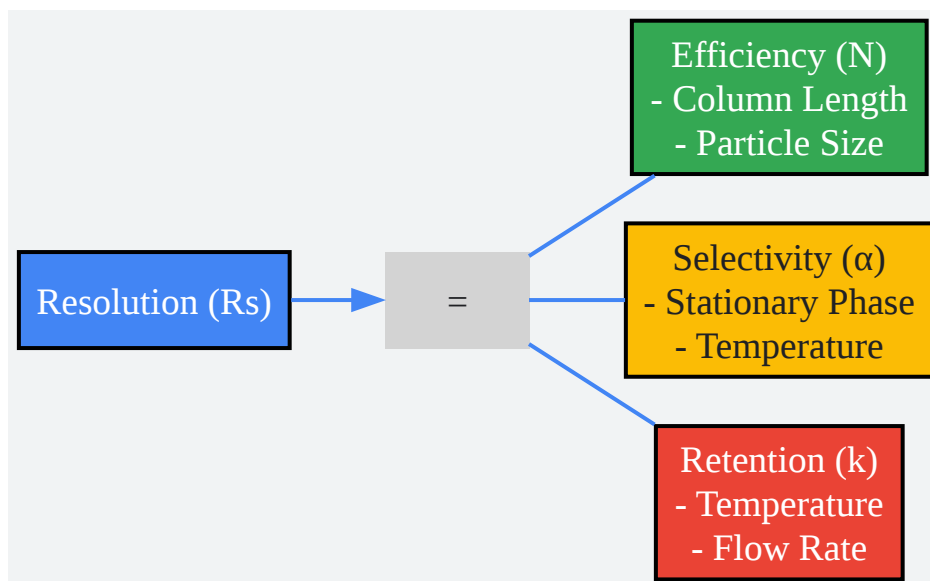 Efficiency (N)
- Column Length
- Particle Size
Resolution (Rs)
=
Selectivity (α)
- Stationary Phase
- Temperature
Retention (k)
- Temperature
- Flow Rate